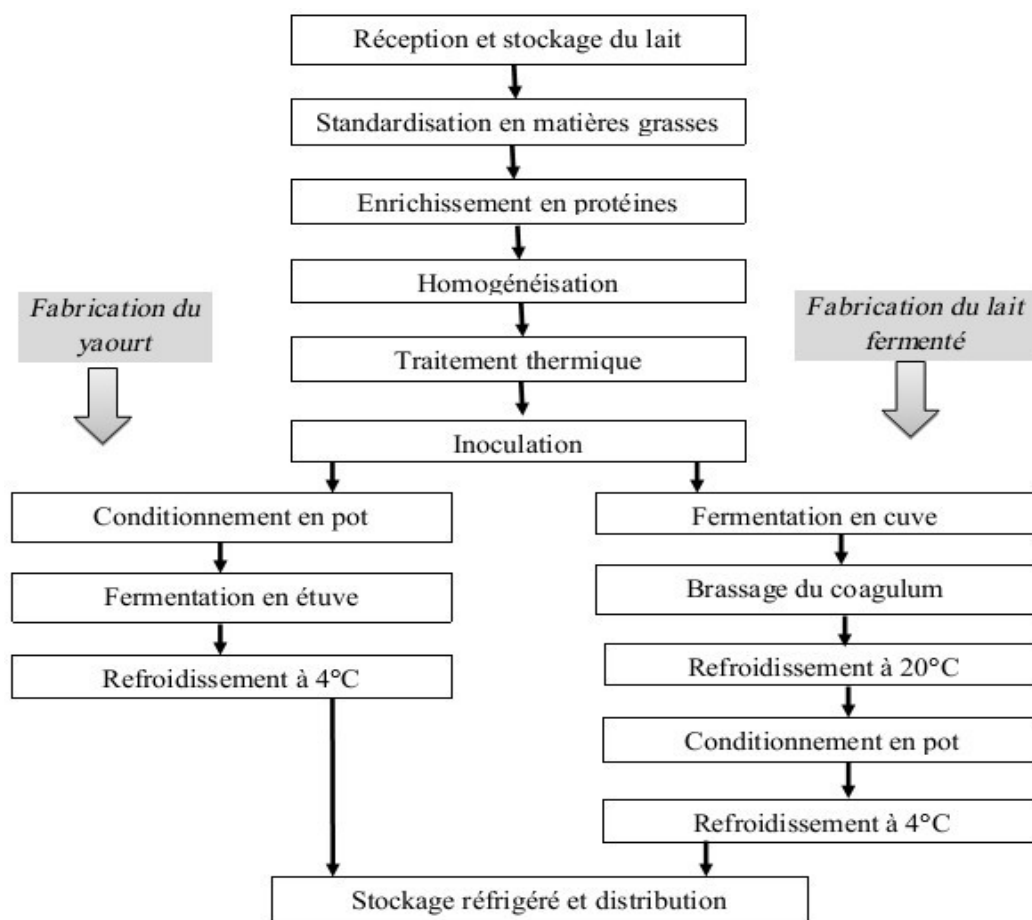 Réception et stockage du lait
Standardisation en matières grasses
Enrichissement en protéines
Homogénéisation
Fabrication du
yaourt
Fabrication du lait
fermenté
Traitement thermique
Inoculation
Conditionnement en pot
Fermentation en étuve
Refroidissement à 4°C
Fermentation en cuve
Brassage du coagulum
Refroidissement à 20°C
Conditionnement en pot
Refroidissement à 4°C
Stockage réfrigéré et distribution